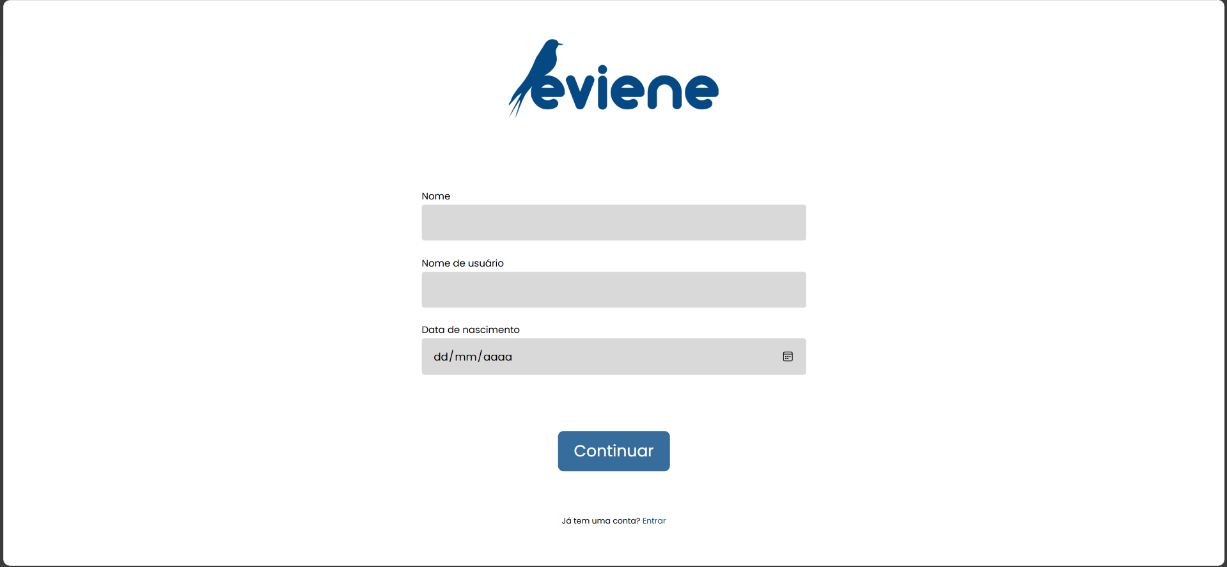 eviene
Nome
Nome de usuário
Data de nascimento
dd/mm/aaaa
Continuar
Já tem uma conta? Entrar